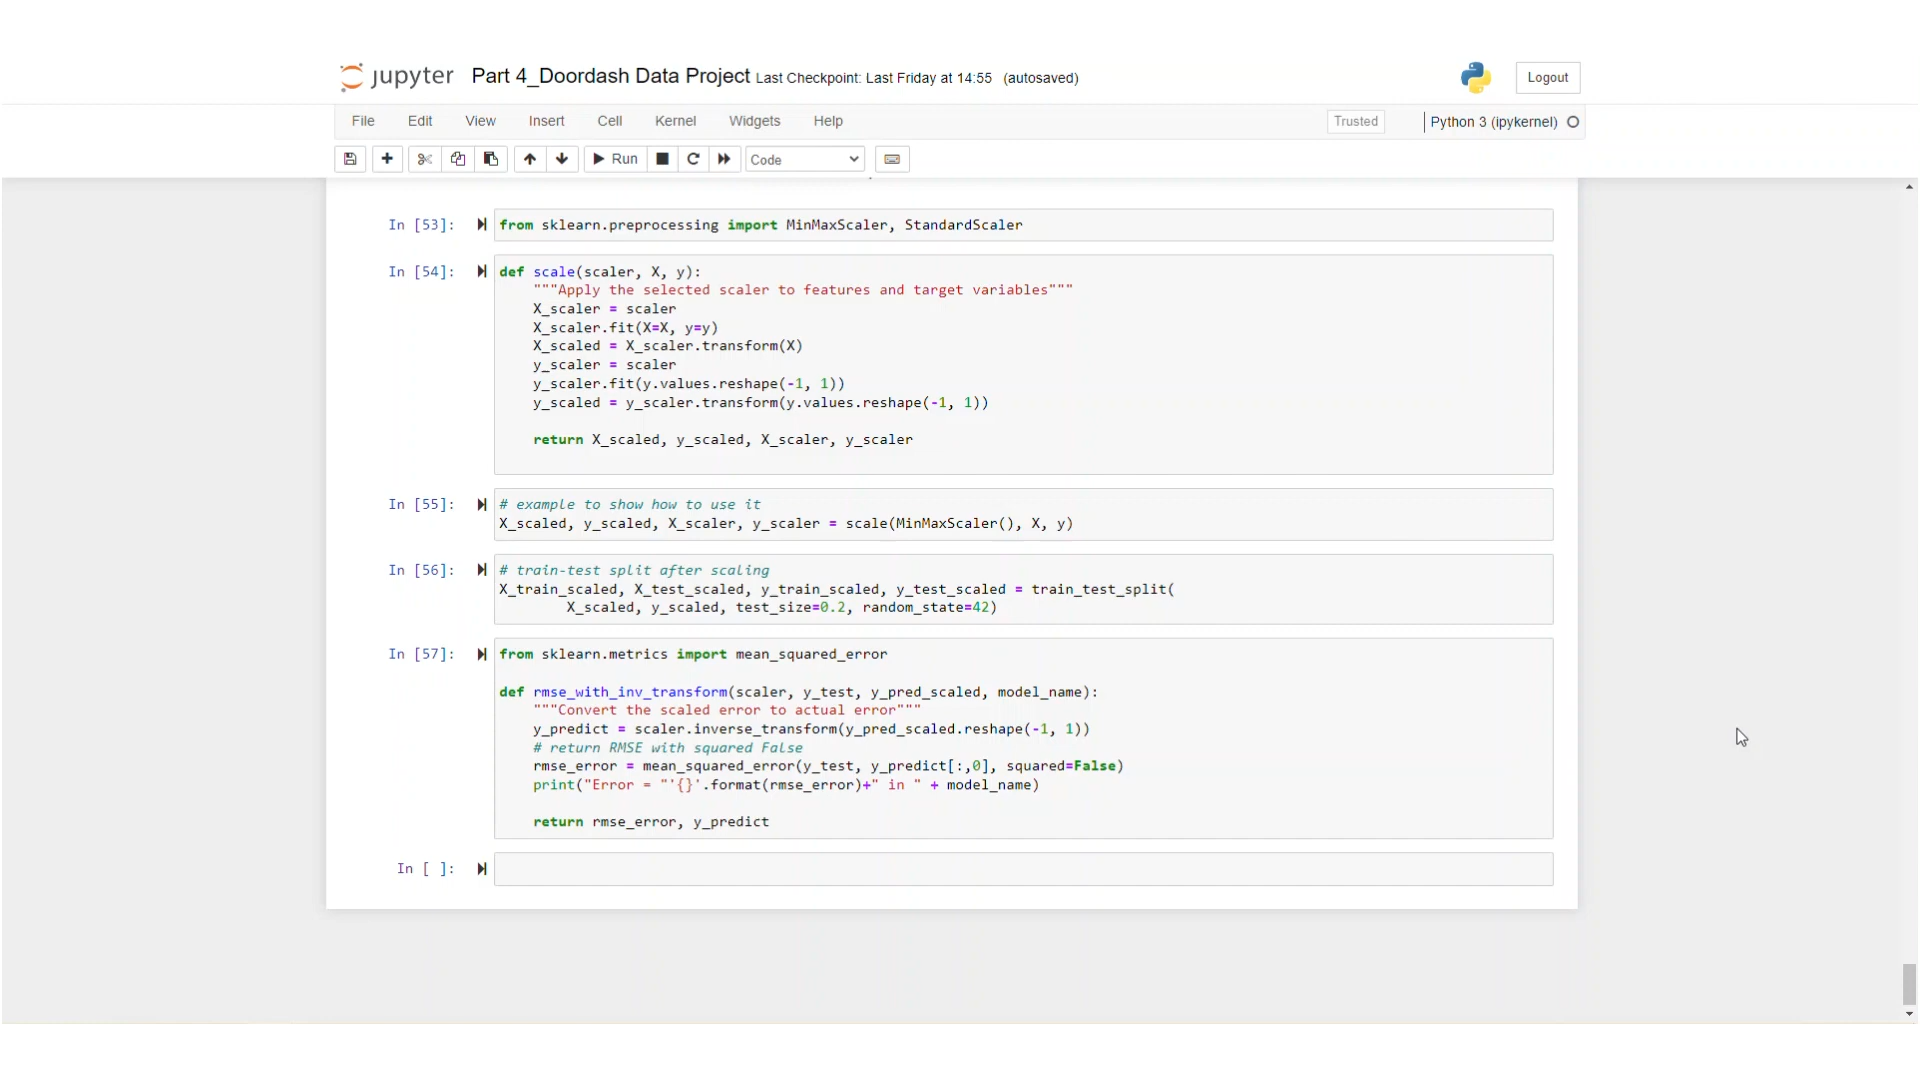 jupyter Part 4_Doordash Data Project Last Checkpoint: Last Friday at 14:55 (autosaved) Logout
File Edit View Insert Cell Kernel Widgets Help Trusted Python 3 (ipykernel)
Run Code
In [53]: from sklearn.preprocessing import MinMaxScaler, StandardScaler
In [54]: def scale(scaler, X, y):
"""Apply the selected scaler to features and target variables"""
X_scaler = scaler
X_scaler.fit(X=X, y=y)
X_scaled = X_scaler.transform(X)
y_scaler = scaler
y_scaler.fit(y.values.reshape(-1, 1))
y_scaled = y_scaler.transform(y.values.reshape(-1, 1))
return X_scaled, y_scaled, X_scaler, y_scaler
In [55]: # example to show how to use it
X_scaled, y_scaled, X_scaler, y_scaler = scale(MinMaxScaler(), X, y)
In [56]: # train-test split after scaling
X_train_scaled, X_test_scaled, y_train_scaled, y_test_scaled = train_test_split(
X_scaled, y_scaled, test_size=0.2, random_state=42)
In [57]: from sklearn.metrics import mean_squared_error
def rmse_with_inv_transform(scaler, y_test, y_pred_scaled, model_name):
"""Convert the scaled error to actual error"""
y_predict = scaler.inverse_transform(y_pred_scaled.reshape(-1, 1))
# return RMSE with squared False
rmse_error = mean_squared_error(y_test, y_predict[:,0], squared=False)
print("Error = "'{}'.format(rmse_error)+" in " + model_name)
return rmse_error, y_predict
In [ ]: